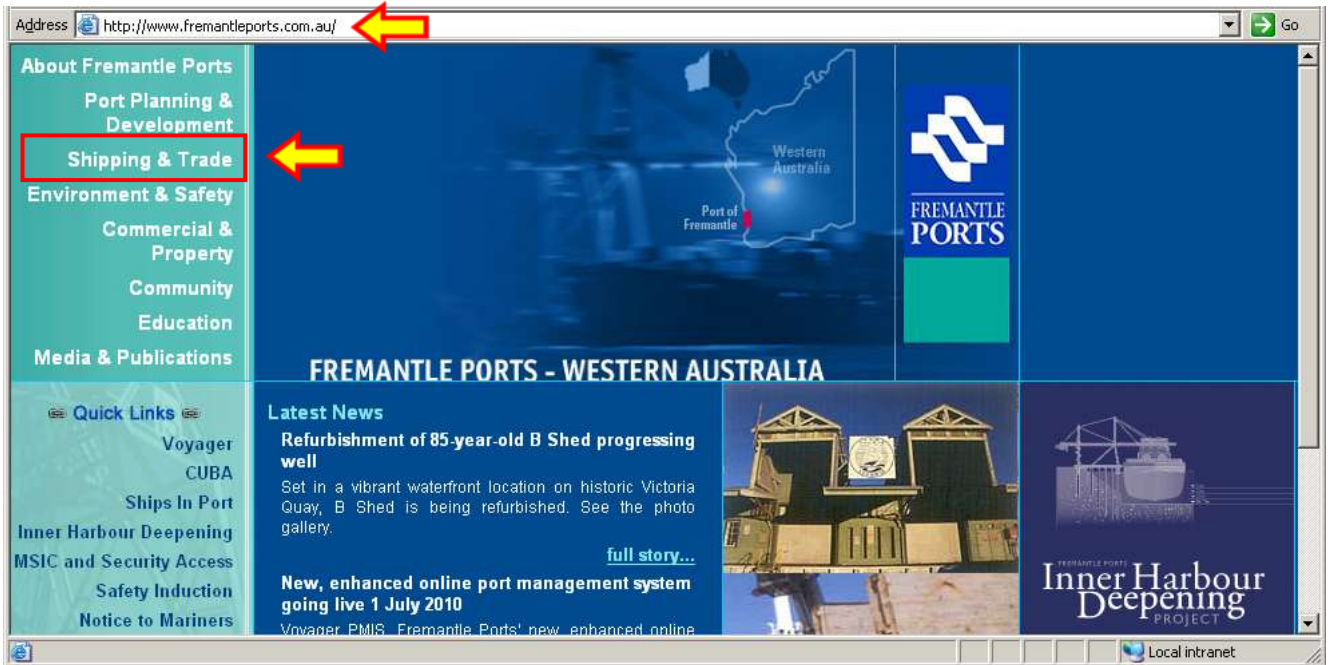 Address http://www.fremantleports.com.au/ Go
About Fremantle Ports
Port Planning &
Development
Shipping & Trade
Environment & Safety
Commercial &
Property
Community
Education
Media & Publications
Western
Australia
Port of
Fremantle
FREMANTLE
PORTS
FREMANTLE PORTS - WESTERN AUSTRALIA
Quick Links
Voyager
CUBA
Ships In Port
Inner Harbour Deepening
MSIC and Security Access
Safety Induction
Notice to Mariners
Latest News
Refurbishment of 85-year-old B Shed progressing
well
Set in a vibrant waterfront location on historic Victoria
Quay, B Shed is being refurbished. See the photo
gallery.
full story...
New, enhanced online port management system
going live 1 July 2010
Voyager PMIS, Fremantle Ports' new, enhanced online
FREMANTLE PORTS
Inner Harbour
Deepening
PROJECT
Local intranet